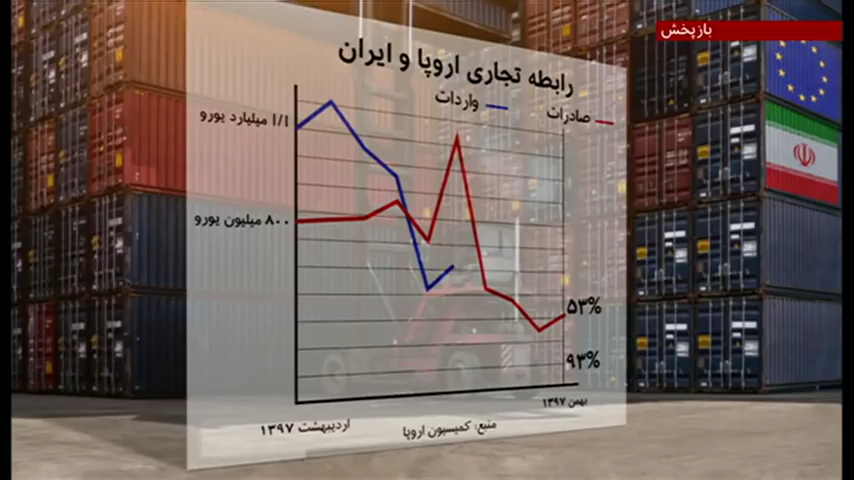 بازپخش
رابطه تجاری اروپا و ایران
صادرات
واردات
۱/۱ میلیارد یورو
۸۰۰ میلیون یورو
۵۳%
۹۳%
بهمن ۱۳۹۷
اردیبهشت ۱۳۹۷
منبع: کمیسیون اروپا